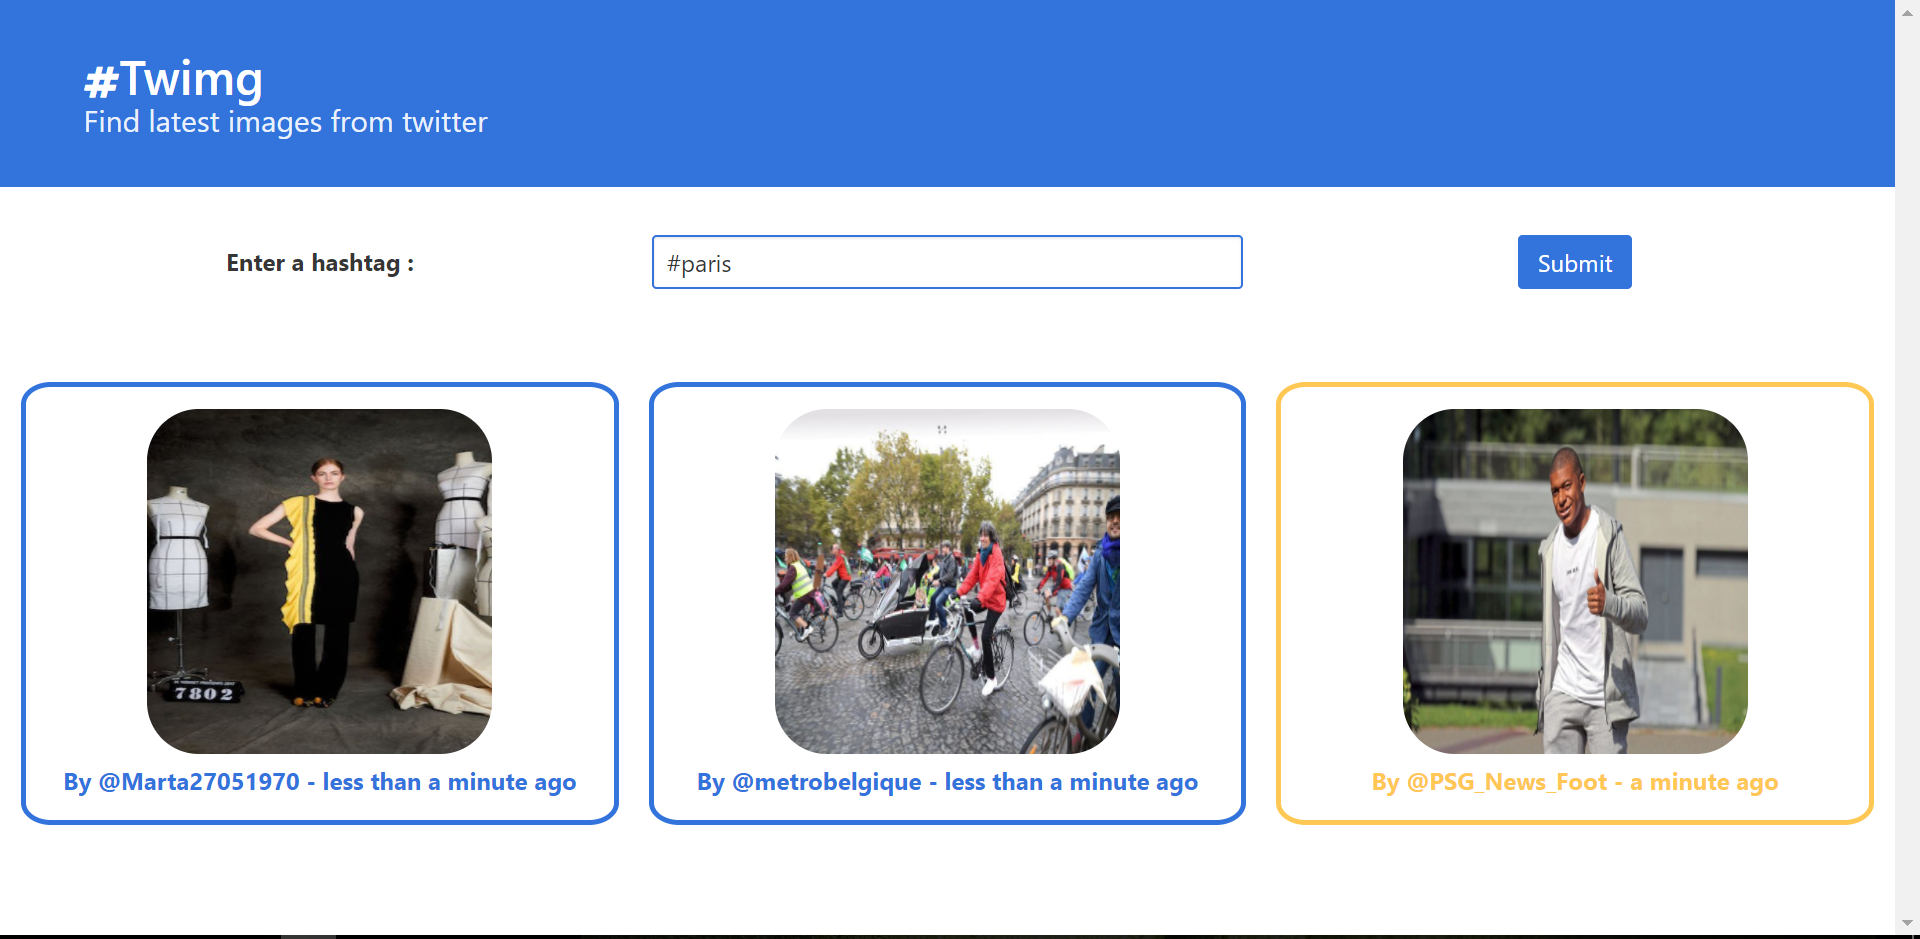 #Twimg
Find latest images from twitter
Enter a hashtag :
#paris
Submit
7802
By @Marta27051970 - less than a minute ago
By @metrobelgique - less than a minute ago
By @PSG_News_Foot - a minute ago